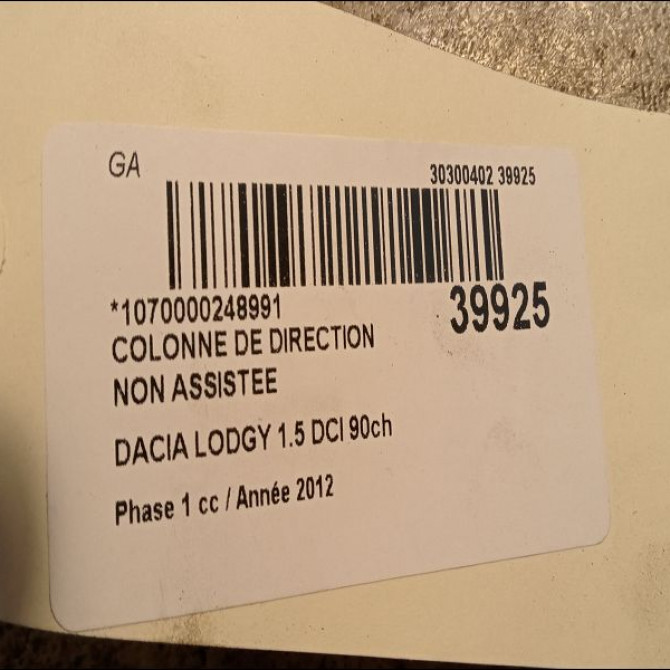 GA
30300402 39925
*1070000248991
39925
COLONNE DE DIRECTION
NON ASSISTEE
DACIA LODGY 1.5 DCI 90ch
Phase 1 cc / Année 2012